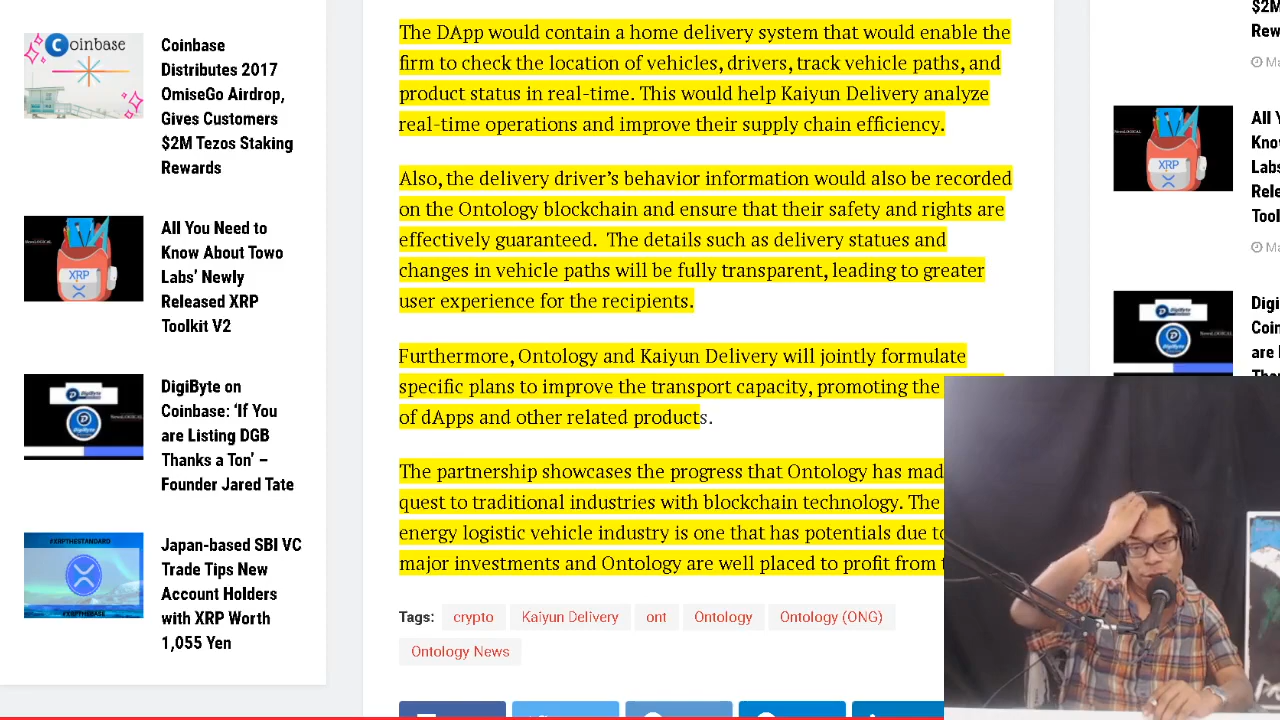 Coinbase
Coinbase
Distributes 2017
OmiseGo Airdrop,
Gives Customers
$2M Tezos Staking
Rewards
XRP
All You Need to
Know About Towo
Labs’ Newly
Released XRP
Toolkit V2
DigiByte
DigiByte on
Coinbase: ‘If You
are Listing DGB
Thanks a Ton’ –
Founder Jared Tate
#XRPTHESTANDARD
#XRPTHEBASE
Japan-based SBI VC
Trade Tips New
Account Holders
with XRP Worth
1,055 Yen
The DApp would contain a home delivery system that would enable the
firm to check the location of vehicles, drivers, track vehicle paths, and
product status in real-time. This would help Kaiyun Delivery analyze
real-time operations and improve their supply chain efficiency.
Also, the delivery driver’s behavior information would also be recorded
on the Ontology blockchain and ensure that their safety and rights are
effectively guaranteed.  The details such as delivery statues and
changes in vehicle paths will be fully transparent, leading to greater
user experience for the recipients.
Furthermore, Ontology and Kaiyun Delivery will jointly formulate
specific plans to improve the transport capacity, promoting the
of dApps and other related products.
The partnership showcases the progress that Ontology has mad
quest to traditional industries with blockchain technology. The
energy logistic vehicle industry is one that has potentials due to
major investments and Ontology are well placed to profit from t
Tags: crypto Kaiyun Delivery ont Ontology Ontology (ONG)
Ontology News
$2M
Rew
Ma
XRP
All Y
Kno
Labs
Rele
Tool
Ma
DigiByte
Digi
Coin
are